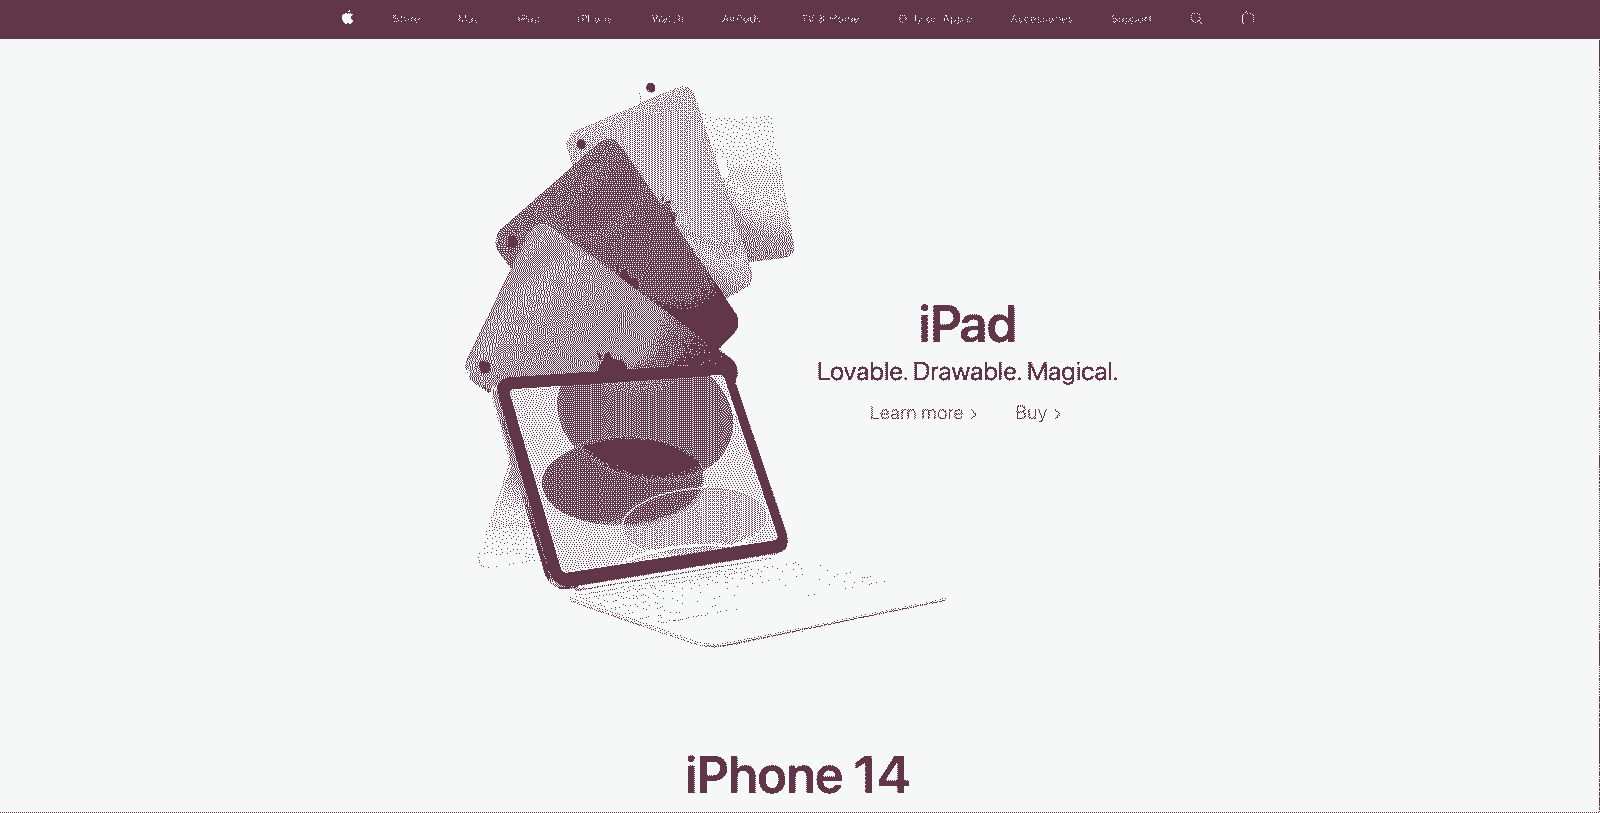 Store Mac iPad iPhone Watch AirPods TV & Home Only on Apple Accessories Support
iPad
Lovable. Drawable. Magical.
Learn more > Buy >
iPhone 14